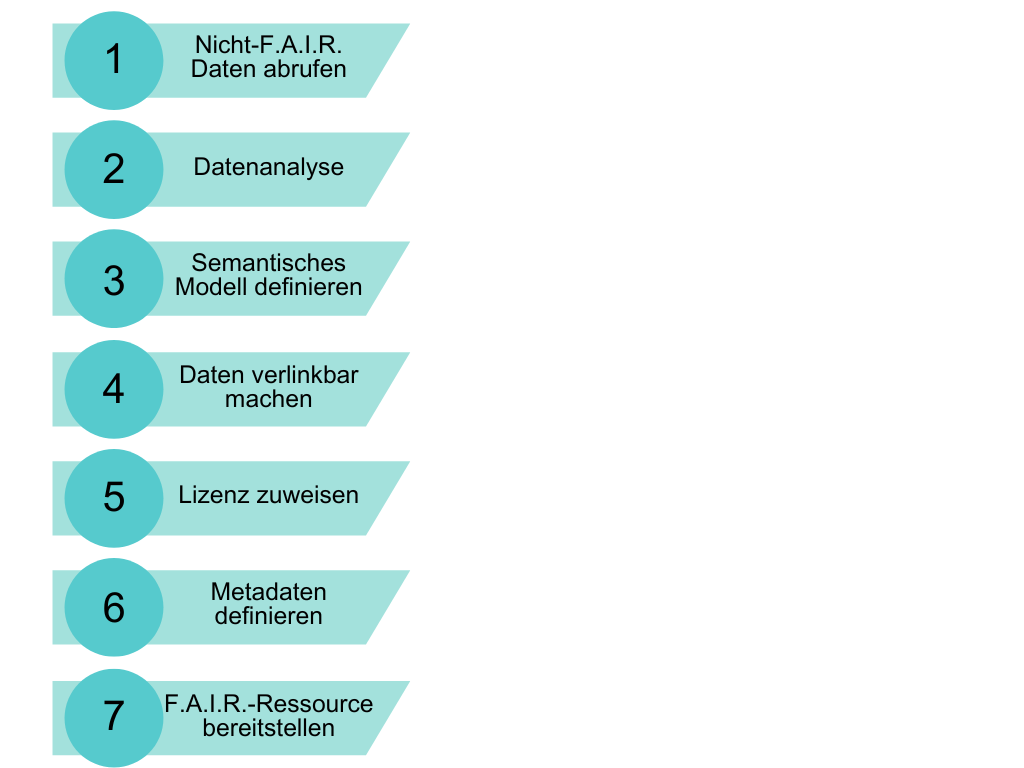 1
Nicht-F.A.I.R.
Daten abrufen
2
Datenanalyse
3
Semantisches
Modell definieren
4
Daten verlinkbar
machen
5
Lizenz zuweisen
6
Metadaten
definieren
7
F.A.I.R.-Ressource
bereitstellen